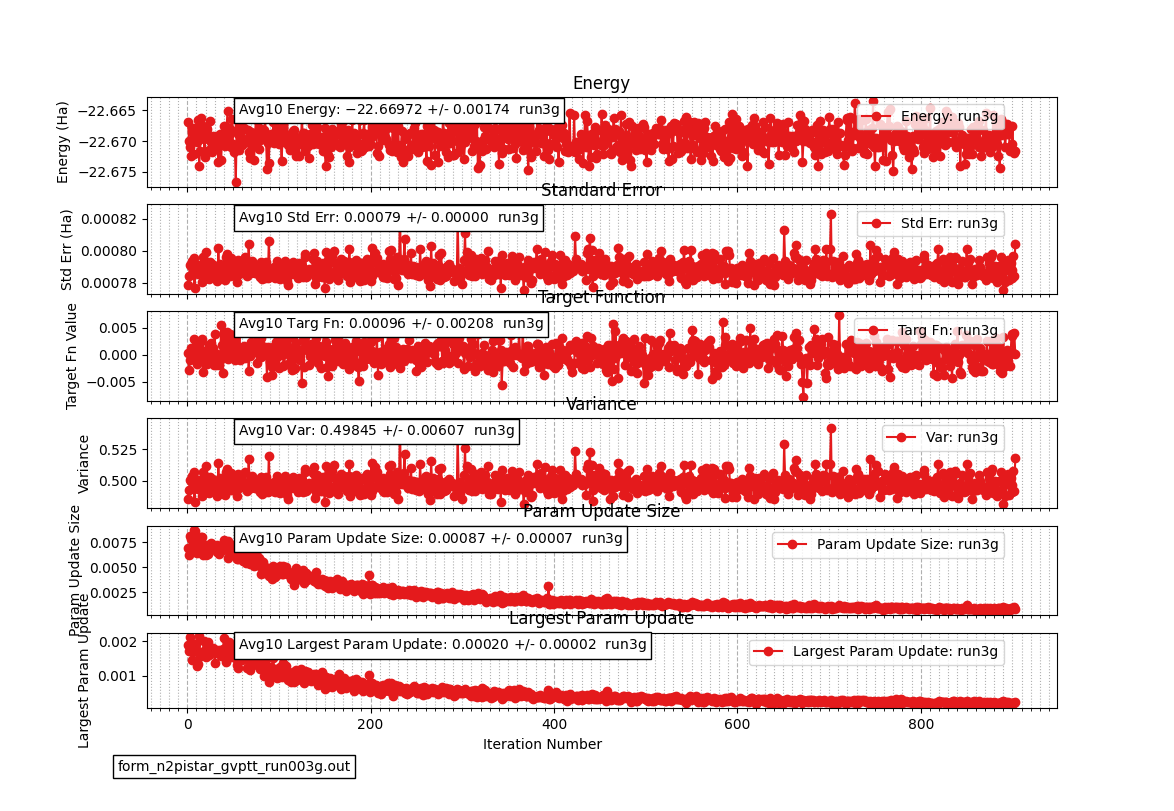 Energy
Energy (Ha)
−22.665
−22.670
−22.675
Avg10 Energy: −22.66972 +/- 0.00174 run3g
Energy: run3g
Standard Error
Std Err (Ha)
0.00082
0.00080
0.00078
Avg10 Std Err: 0.00079 +/- 0.00000 run3g
Std Err: run3g
Target Function
Target Fn Value
0.005
0.000
−0.005
Avg10 Targ Fn: 0.00096 +/- 0.00208 run3g
Targ Fn: run3g
Variance
Variance
0.525
0.500
Avg10 Var: 0.49845 +/- 0.00607 run3g
Var: run3g
Param Update Size
Param Update Size
0.0075
0.0050
0.0025
Avg10 Param Update Size: 0.00087 +/- 0.00007 run3g
Param Update Size: run3g
Largest Param Update
Largest Param Update
0.002
0.001
Avg10 Largest Param Update: 0.00020 +/- 0.00002 run3g
Largest Param Update: run3g
0 200 400 600 800
Iteration Number
form_n2pistar_gvptt_run003g.out